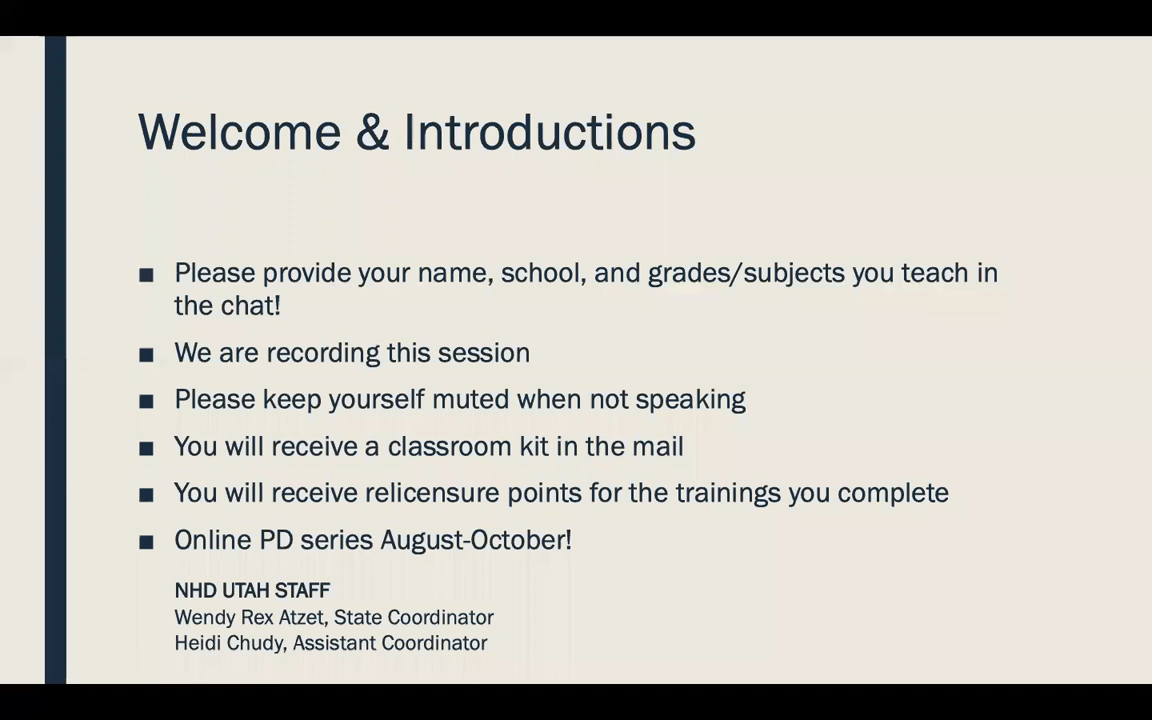 Welcome & Introductions
■ Please provide your name, school, and grades/subjects you teach in
the chat!
■ We are recording this session
■ Please keep yourself muted when not speaking
■ You will receive a classroom kit in the mail
■ You will receive relicensure points for the trainings you complete
■ Online PD series August-October!
NHD UTAH STAFF
Wendy Rex Atzet, State Coordinator
Heidi Chudy, Assistant Coordinator